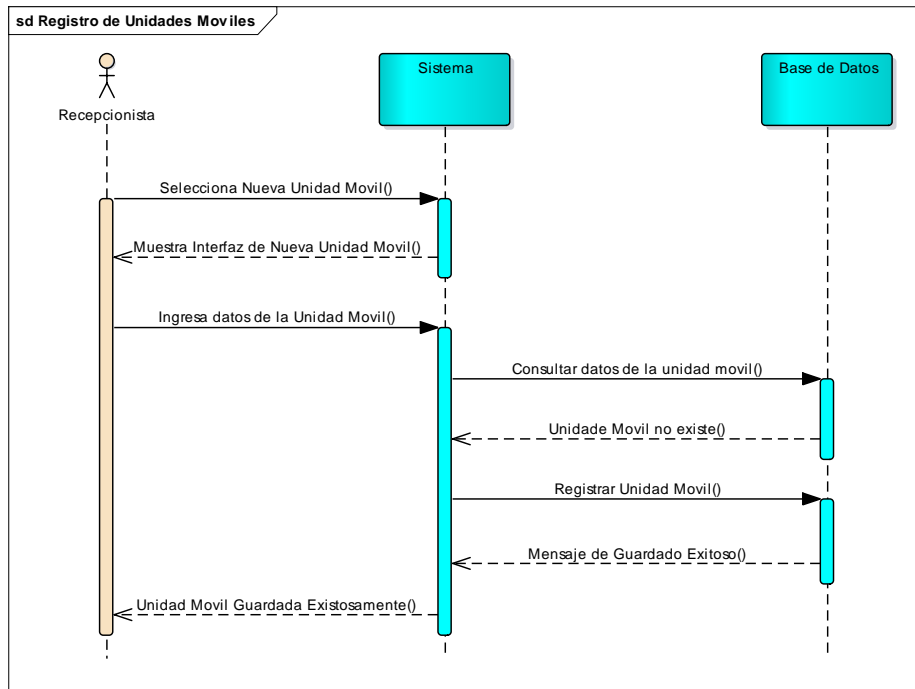 sd Registro de Unidades Moviles
Sistema
Base de Datos
Recepcionista
Selecciona Nueva Unidad Movil()
Muestra Interfaz de Nueva Unidad Movil()
Ingresa datos de la Unidad Movil()
Consultar datos de la unidad movil()
Unidade Movil no existe()
Registrar Unidad Movil()
Mensaje de Guardado Exitoso()
Unidad Movil Guardada Existosamente()